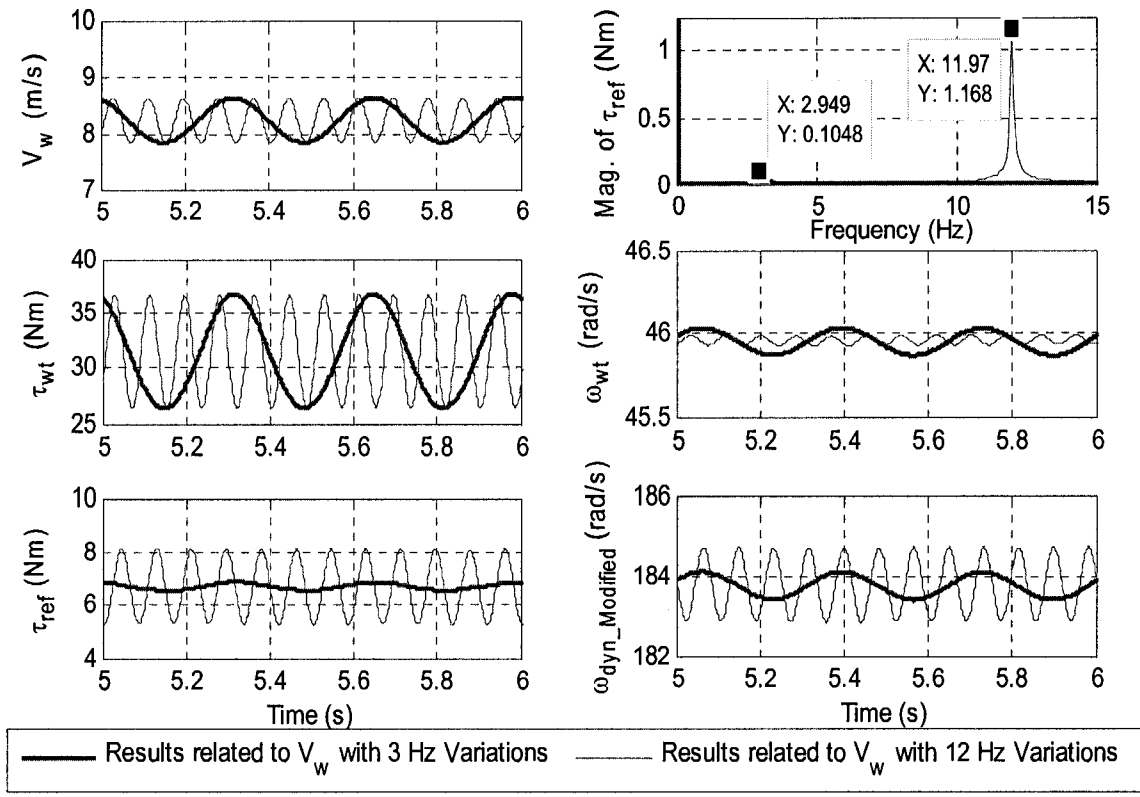 V_w (m/s)
10
9
8
7
5 5.2 5.4 5.6 5.8 6
Mag. of τ_ref (Nm)
1
0.5
0
X: 2.949
Y: 0.1048
X: 11.97
Y: 1.168
0 5 10 15
Frequency (Hz)
τ_wt (Nm)
40
35
30
25
5 5.2 5.4 5.6 5.8 6
ω_wt (rad/s)
46.5
46
45.5
5 5.2 5.4 5.6 5.8 6
τ_ref (Nm)
10
8
6
4
5 5.2 5.4 5.6 5.8 6
Time (s)
ω_dyn_Modified (rad/s)
186
184
182
5 5.2 5.4 5.6 5.8 6
Time (s)
Results related to V_w with 3 Hz Variations
Results related to V_w with 12 Hz Variations